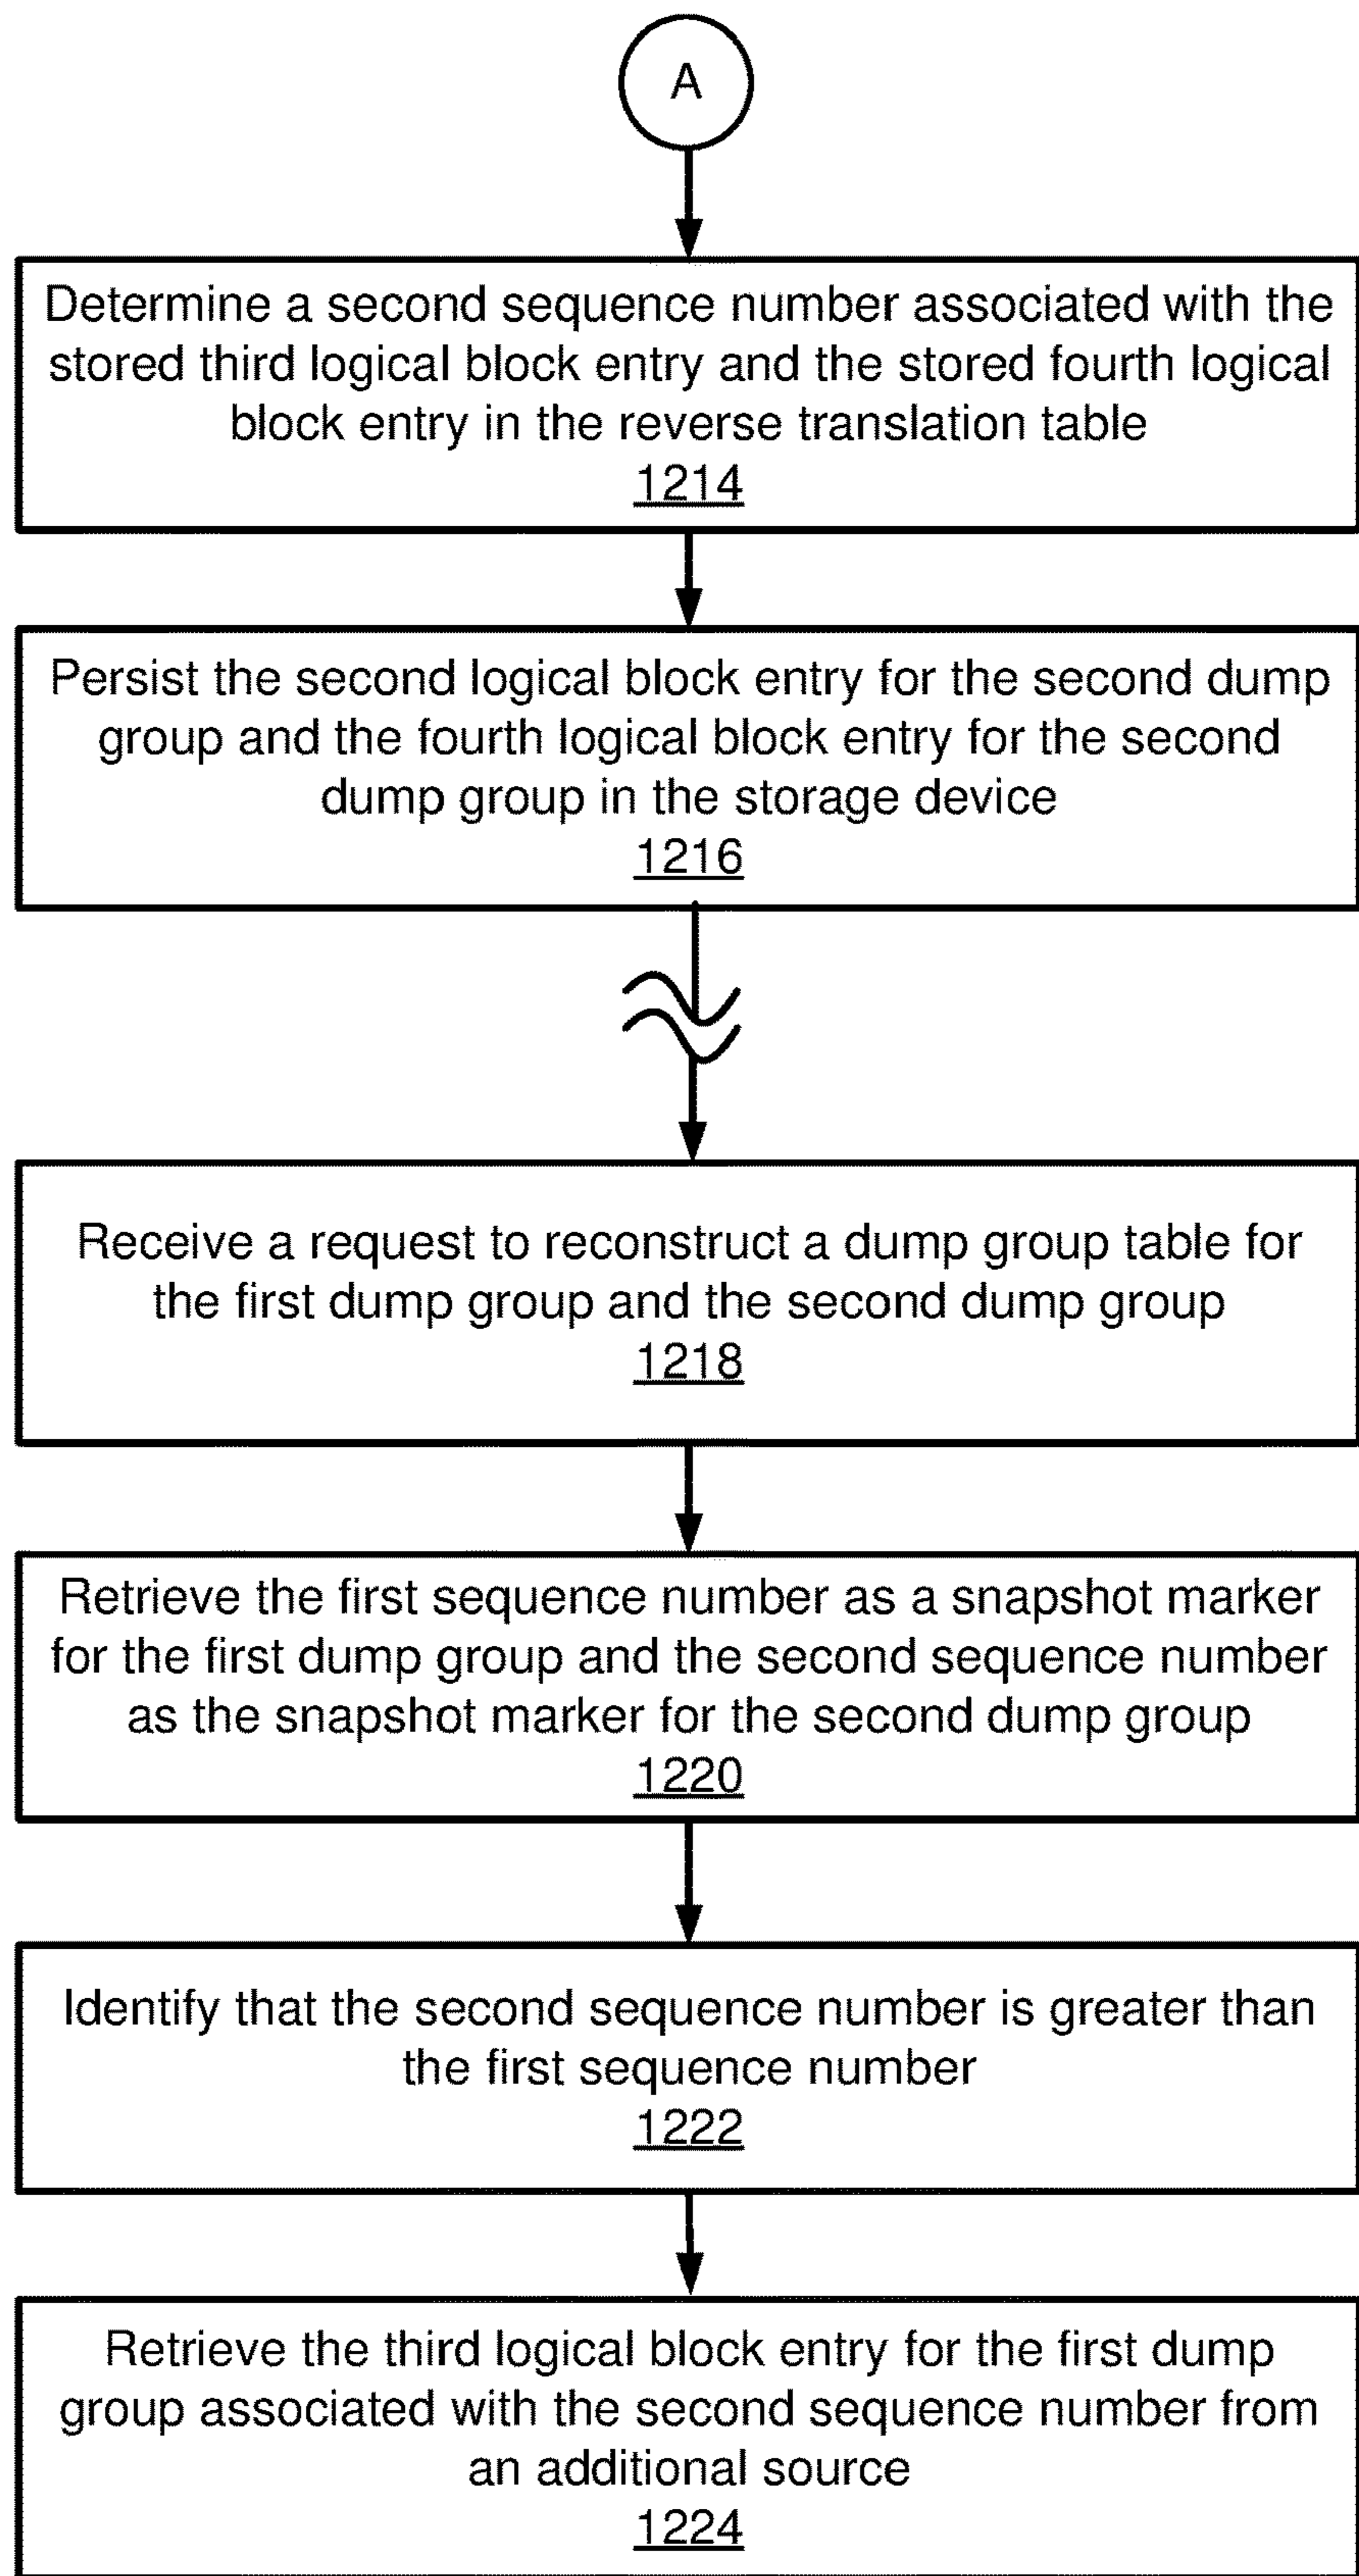 A
Determine a second sequence number associated with the
stored third logical block entry and the stored fourth logical
block entry in the reverse translation table
1214
Persist the second logical block entry for the second dump
group and the fourth logical block entry for the second
dump group in the storage device
1216
Receive a request to reconstruct a dump group table for
the first dump group and the second dump group
1218
Retrieve the first sequence number as a snapshot marker
for the first dump group and the second sequence number
as the snapshot marker for the second dump group
1220
Identify that the second sequence number is greater than
the first sequence number
1222
Retrieve the third logical block entry for the first dump
group associated with the second sequence number from
an additional source
1224